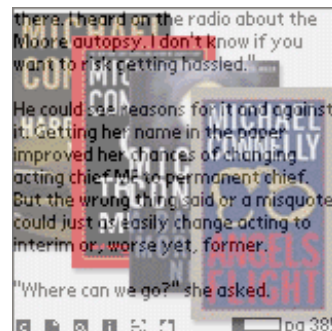 there. I heard on the radio about the
Moore autopsy. I don't know if you
want to risk getting hassled."
He could see reasons for it and against
it. Getting her name in the paper
improved her chances of changing
acting chief ME to permanent chief.
But the wrong thing said or a misquote
could just as easily change acting to
interim or, worse yet, former.
"Where can we go?" she asked.
MICHAEL
CON
MICHAEL
CONNELLY
ANGELS
FLIGHT
pg 38